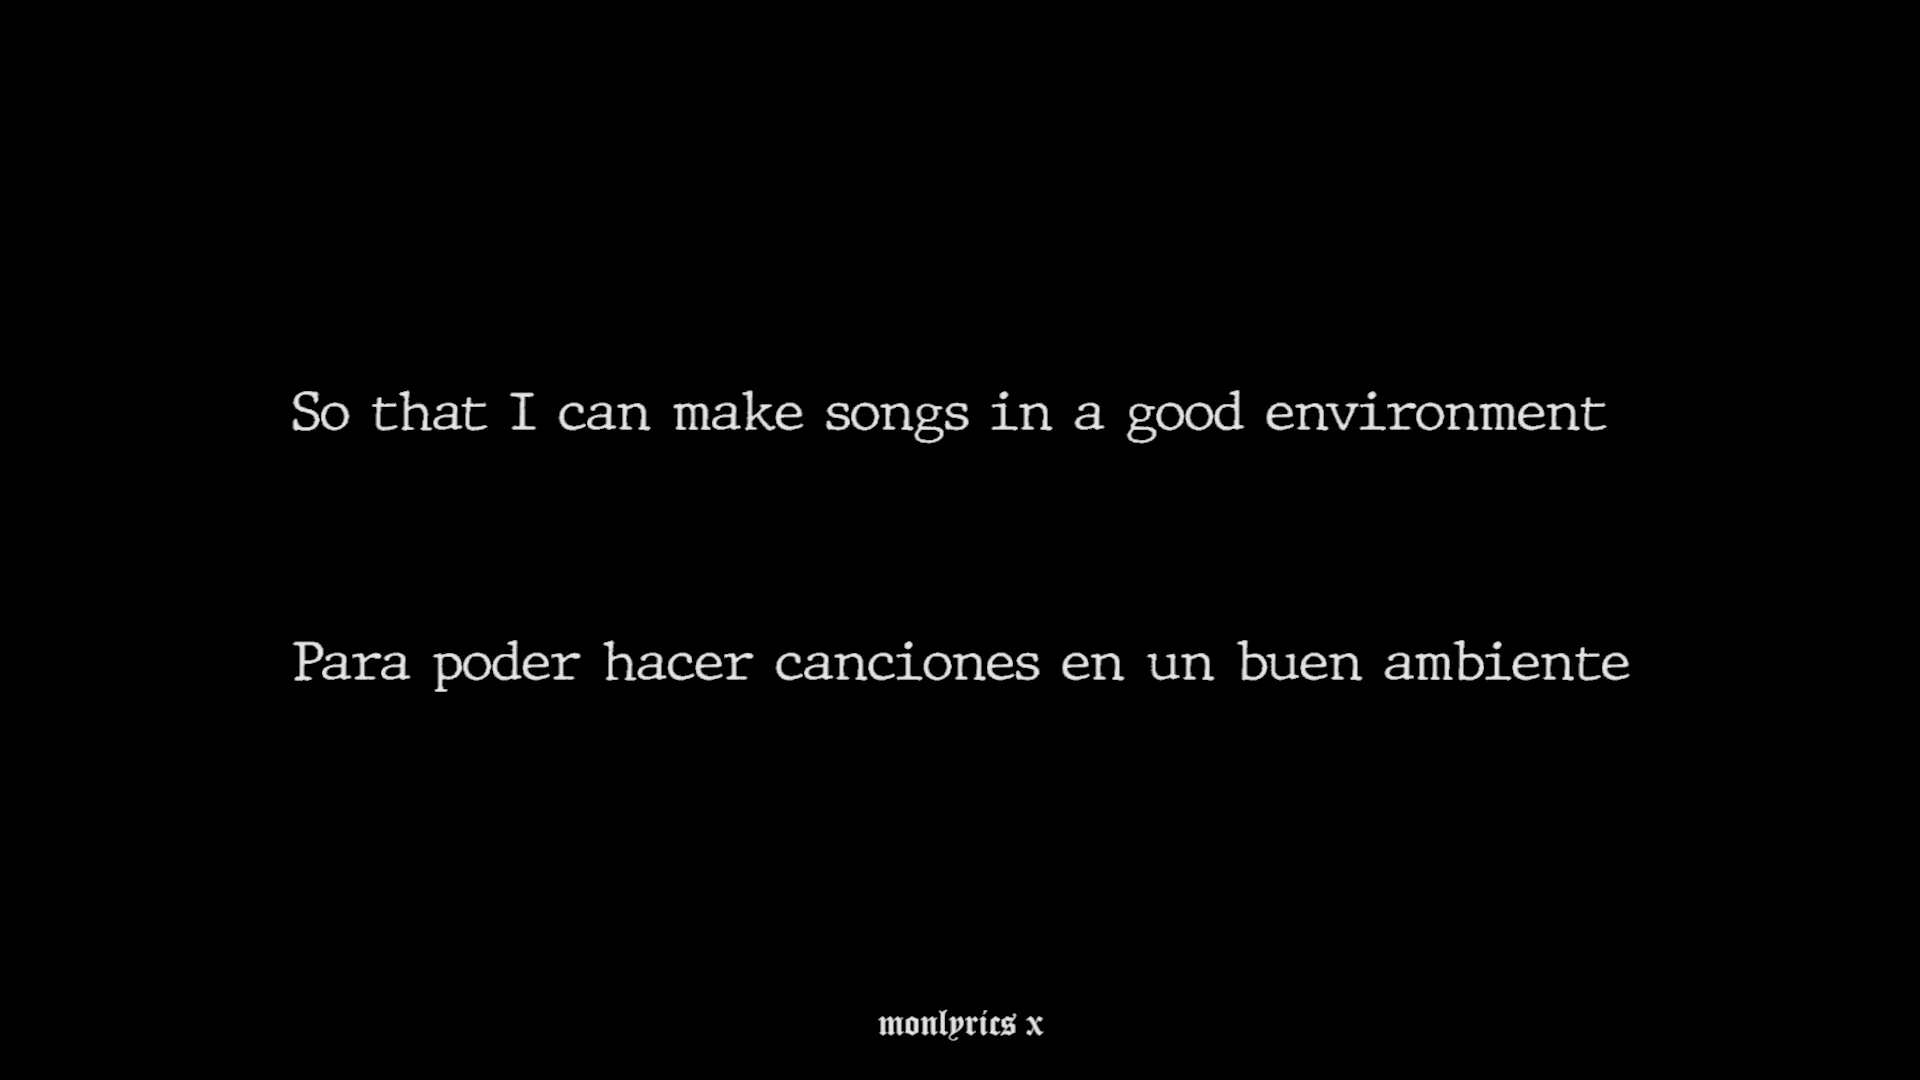 So that I can make songs in a good environment
Para poder hacer canciones en un buen ambiente
monlyrics x